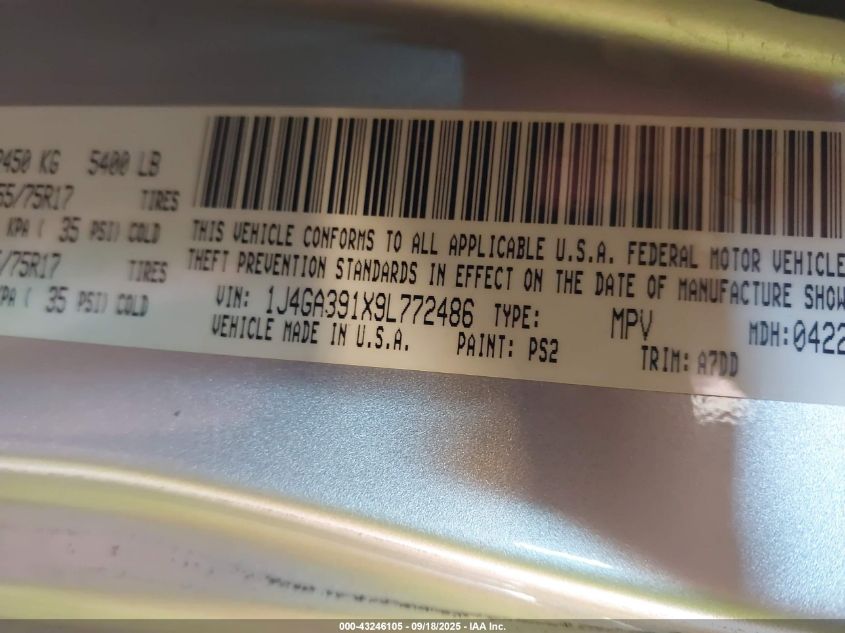 2450 KG 5400 LB
55/75R17 TIRES
KPA ( 35 PSI) COLD
/75R17 TIRES
KPA ( 35 PSI) COLD
THIS VEHICLE CONFORMS TO ALL APPLICABLE U.S.A. FEDERAL MOTOR VEHICLE
THEFT PREVENTION STANDARDS IN EFFECT ON THE DATE OF MANUFACTURE SHOW
VIN: 1J4GA391X9L772486 TYPE: MPV MDH:0422
VEHICLE MADE IN U.S.A. PAINT: PS2 TRIM: A7DD
000-43246105 - 09/18/2025 - IAA Inc.